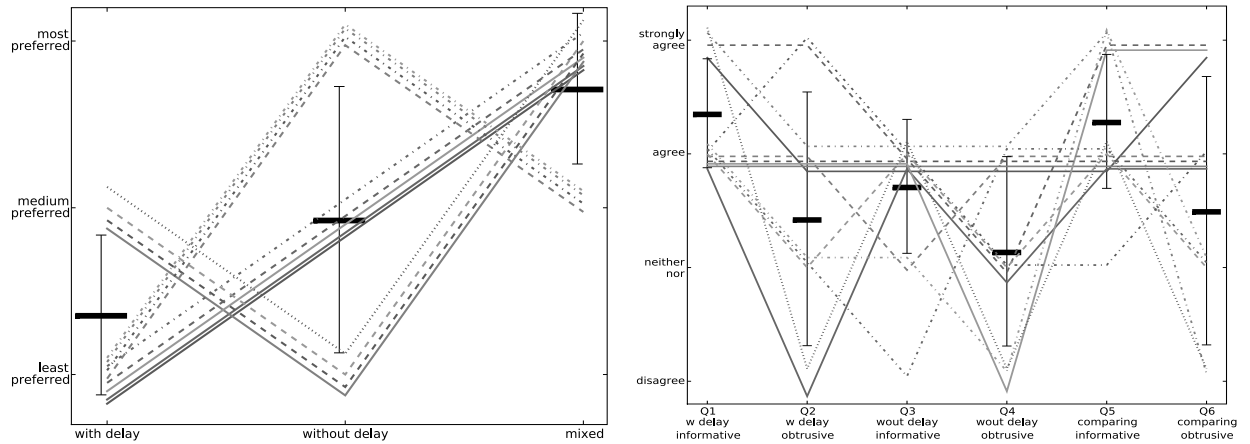 most
preferred
medium
preferred
least
preferred
with delay
without delay
mixed
strongly
agree
agree
neither
nor
disagree
Q1
w delay
informative
Q2
w delay
obtrusive
Q3
wout delay
informative
Q4
wout delay
obtrusive
Q5
comparing
informative
Q6
comparing
obtrusive